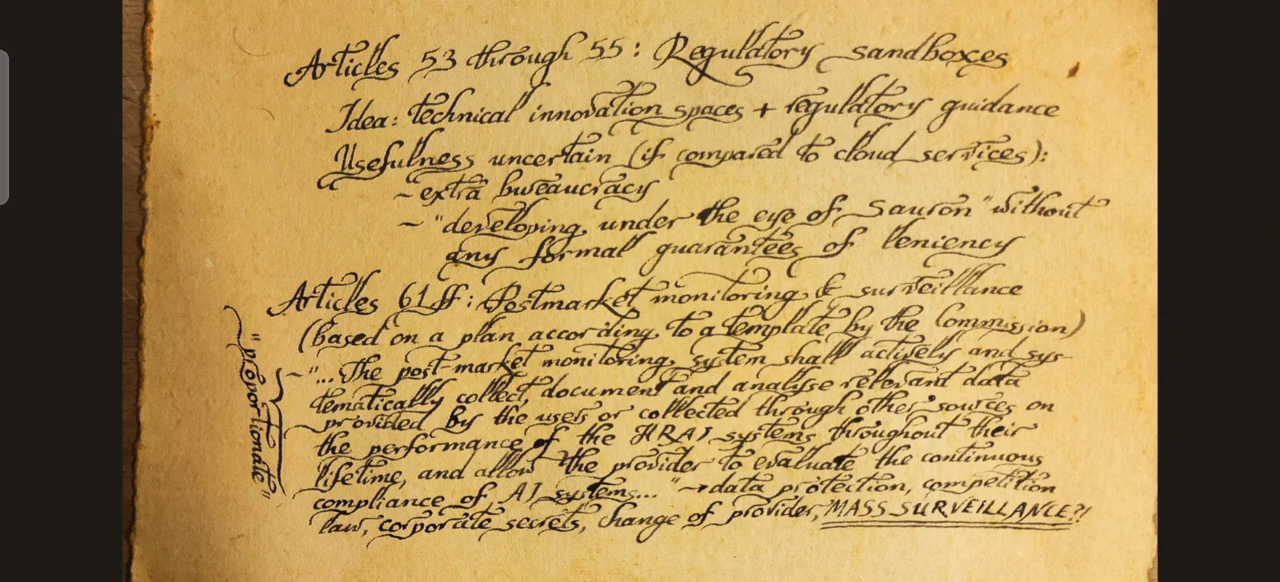 Articles 53 through 55: Regulatory sandboxes
Idea: technical innovation spaces + regulatory guidance
Usefulness uncertain (if compared to cloud services):
- extra bureaucracy
- "developing under the eye of Sauron" without
any formal guarantees of leniency
Articles 61ff: Postmarket monitoring & surveillance
(based on a plan according to a template by the Commission)
- "... The post-market monitoring system shall actively and sys-
tematically collect, document and analyse relevant data
provided by the users or collected through other sources on
the performance of the HRAI systems throughout their
lifetime, and allow the provider to evaluate the continuous
compliance of AI systems..." → data protection, competition
law, corporate secrets, change of provider, MASS SURVEILLANCE?!
"proportionate"